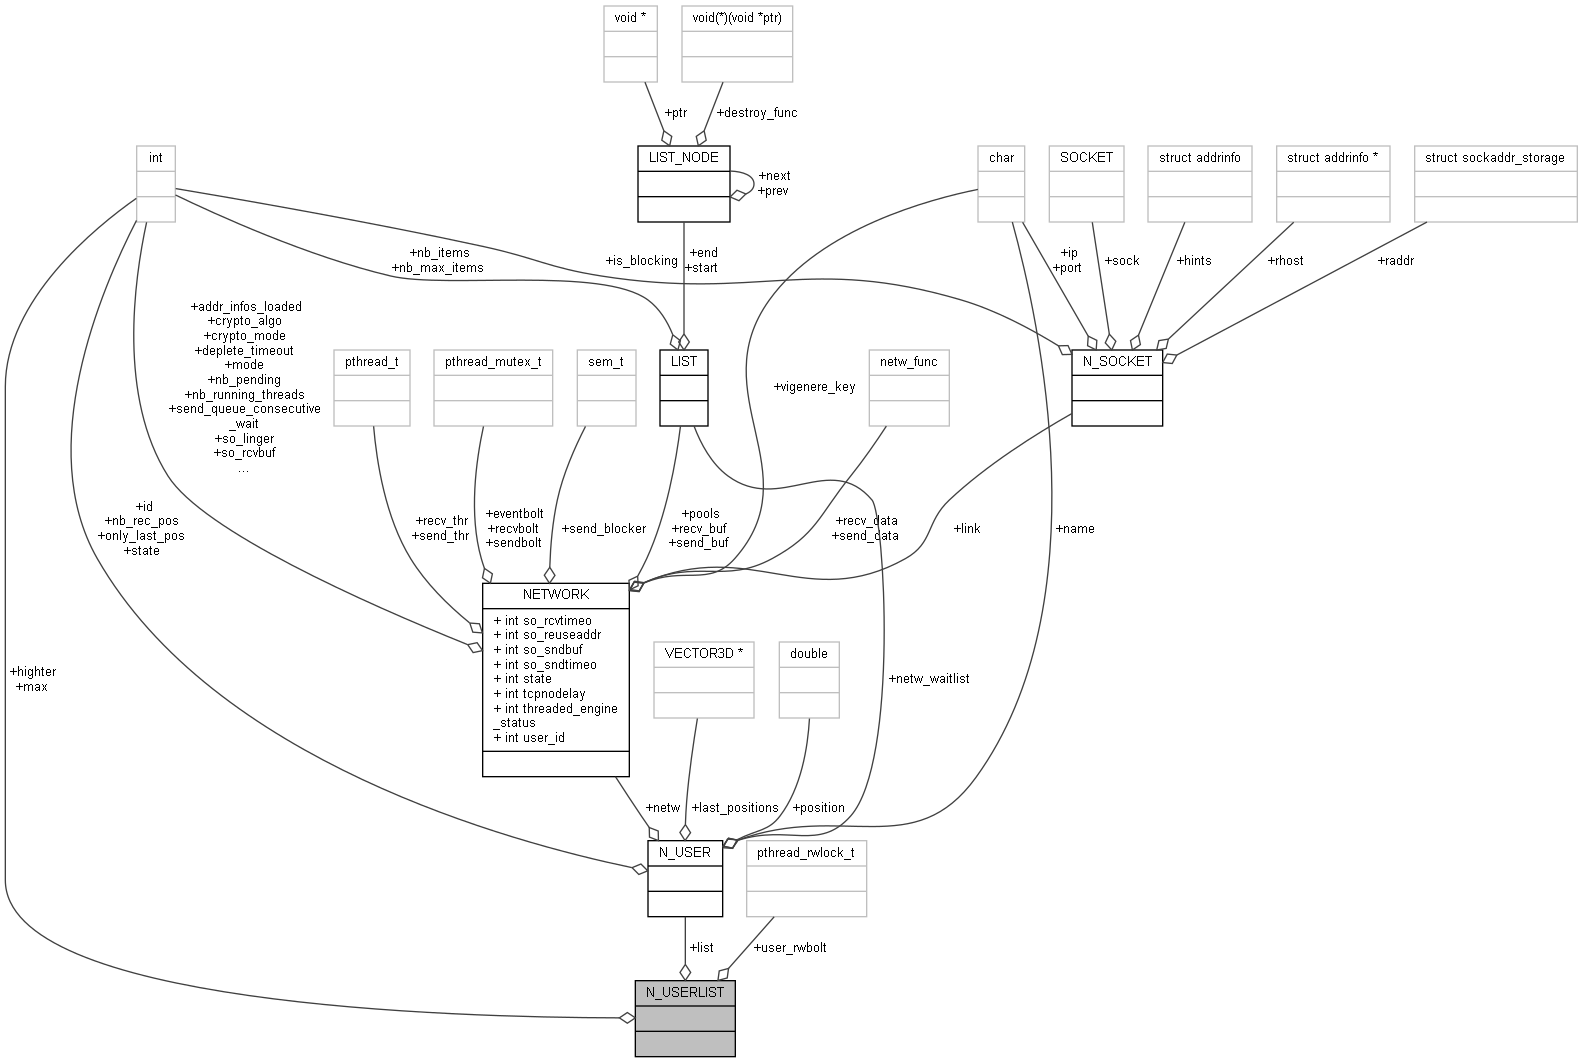 void *
void(*)(void *ptr)
+ptr
+destroy_func
int
LIST_NODE
+next
+prev
char
SOCKET
struct addrinfo
struct addrinfo *
struct sockaddr_storage
+nb_items
+nb_max_items
+is_blocking
+end
+start
+ip
+port
+sock
+hints
+rhost
+raddr
+addr_infos_loaded
+crypto_algo
+crypto_mode
+deplete_timeout
+mode
+nb_pending
+nb_running_threads
+send_queue_consecutive
_wait
+so_linger
+so_rcvbuf
...
pthread_t
pthread_mutex_t
sem_t
LIST
netw_func
N_SOCKET
+vigenere_key
+id
+nb_rec_pos
+only_last_pos
+state
+recv_thr
+send_thr
+eventbolt
+recvbolt
+sendbolt
+send_blocker
+pools
+recv_buf
+send_buf
+recv_data
+send_data
+link
+name
NETWORK
+ int so_rcvtimeo
+ int so_reuseaddr
+ int so_sndbuf
+ int so_sndtimeo
+ int state
+ int tcpnodelay
+ int threaded_engine
_status
+ int user_id
VECTOR3D *
double
+highter
+max
+netw_waitlist
+netw
+last_positions
+position
N_USER
pthread_rwlock_t
+list
+user_rwbolt
N_USERLIST